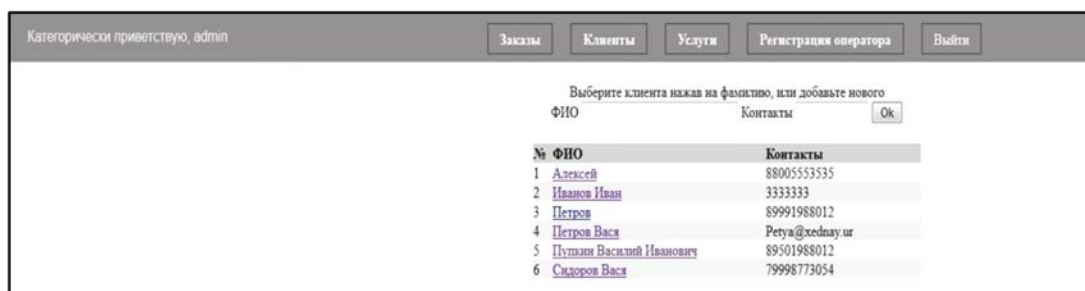 Категорически приветствую, admin Заказы Клиенты Услуги Регистрация оператора Выйти
Выберите клиента нажав на фамилию, или добавьте нового
ФИО Контакты Ok
№ ФИО Контакты
1 Алексей 88005553535
2 Иванов Иван 3333333
3 Петров 89991988012
4 Петров Вася Petya@xednay.ur
5 Пупкин Василий Иванович 89501988012
6 Сидоров Вася 79998773054